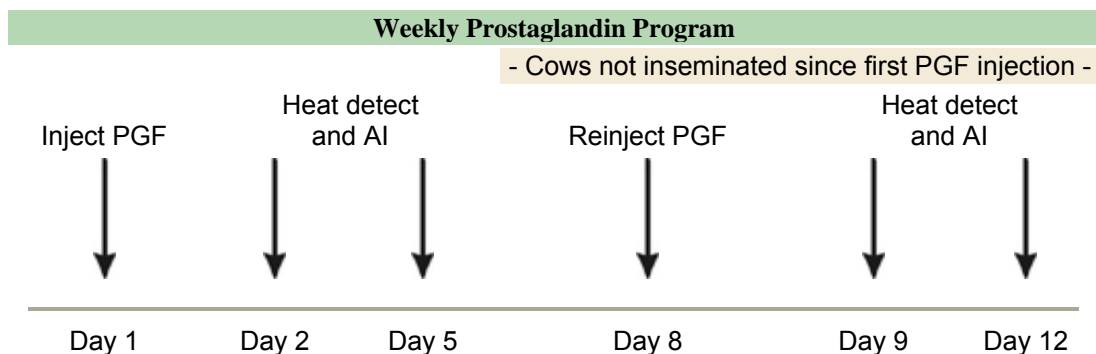 Weekly Prostaglandin Program
- Cows not inseminated since first PGF injection -
Inject PGF
Heat detect
and AI
Reinject PGF
Heat detect
and AI
Day 1
Day 2
Day 5
Day 8
Day 9
Day 12